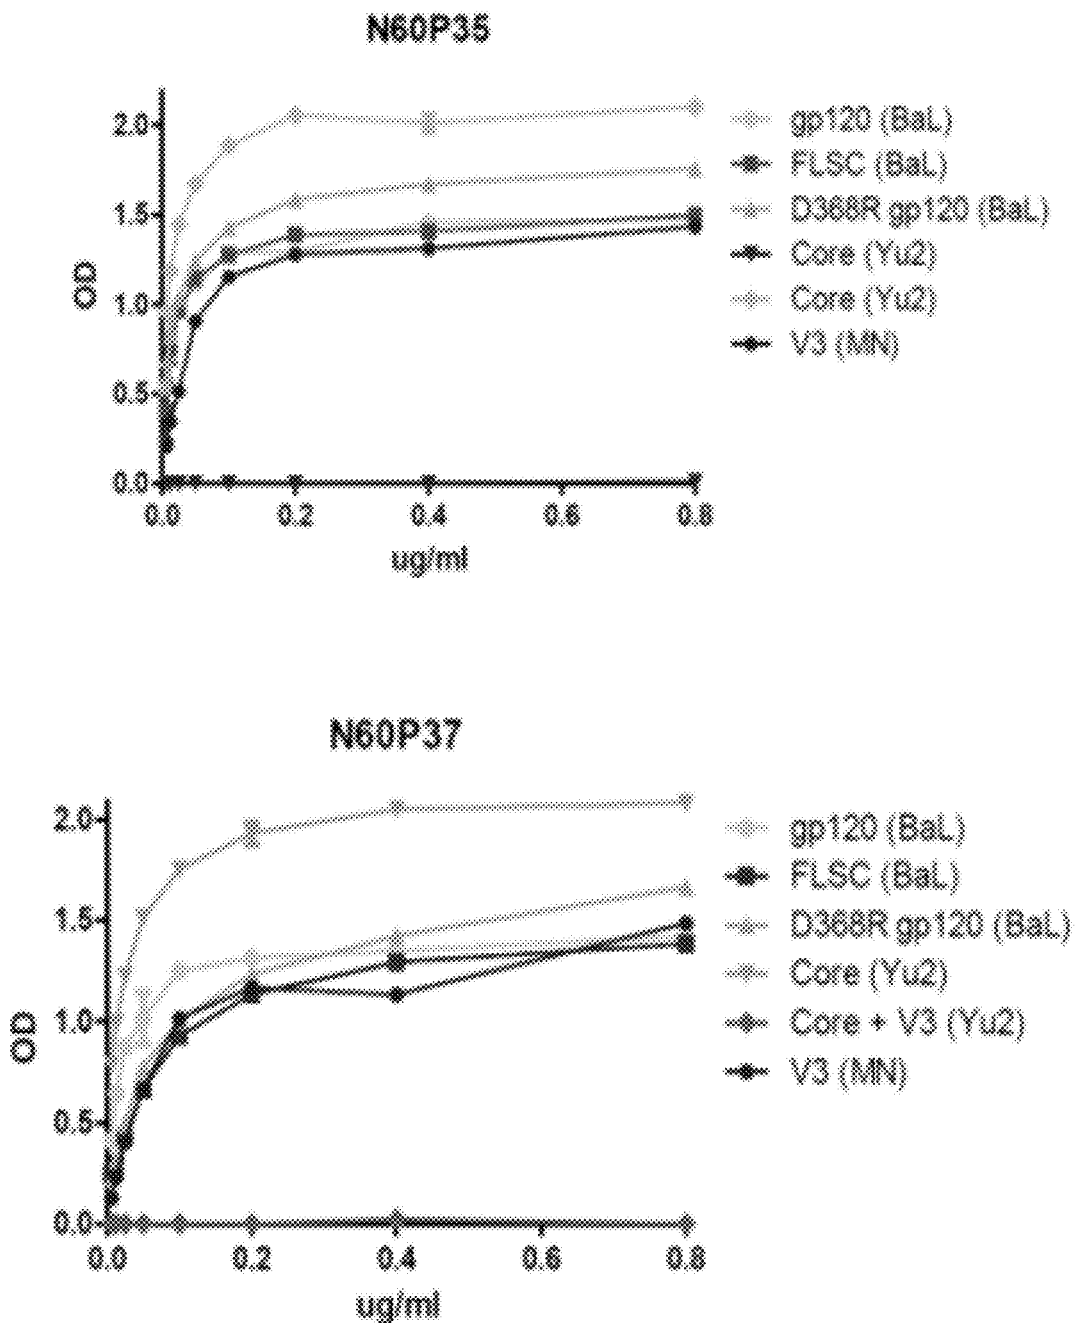 N60P35
2.0
1.5
1.0
0.5
0.0
OD
0.0 0.2 0.4 0.6 0.8
ug/ml
gp120 (BaL)
FLSC (BaL)
D368R gp120 (BaL)
Core (Yu2)
Core (Yu2)
V3 (MN)
N60P37
2.0
1.5
1.0
0.5
0.0
OD
0.0 0.2 0.4 0.6 0.8
ug/ml
gp120 (BaL)
FLSC (BaL)
D368R gp120 (BaL)
Core (Yu2)
Core + V3 (Yu2)
V3 (MN)